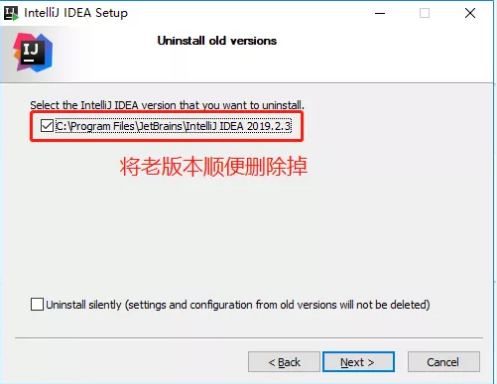 IntelliJ IDEA Setup
IJ
Uninstall old versions
Select the IntelliJ IDEA version that you want to uninstall.
C:\Program Files\JetBrains\IntelliJ IDEA 2019.2.3
将老版本顺便删除掉
Uninstall silently (settings and configuration from old versions will not be deleted)
< Back
Next >
Cancel